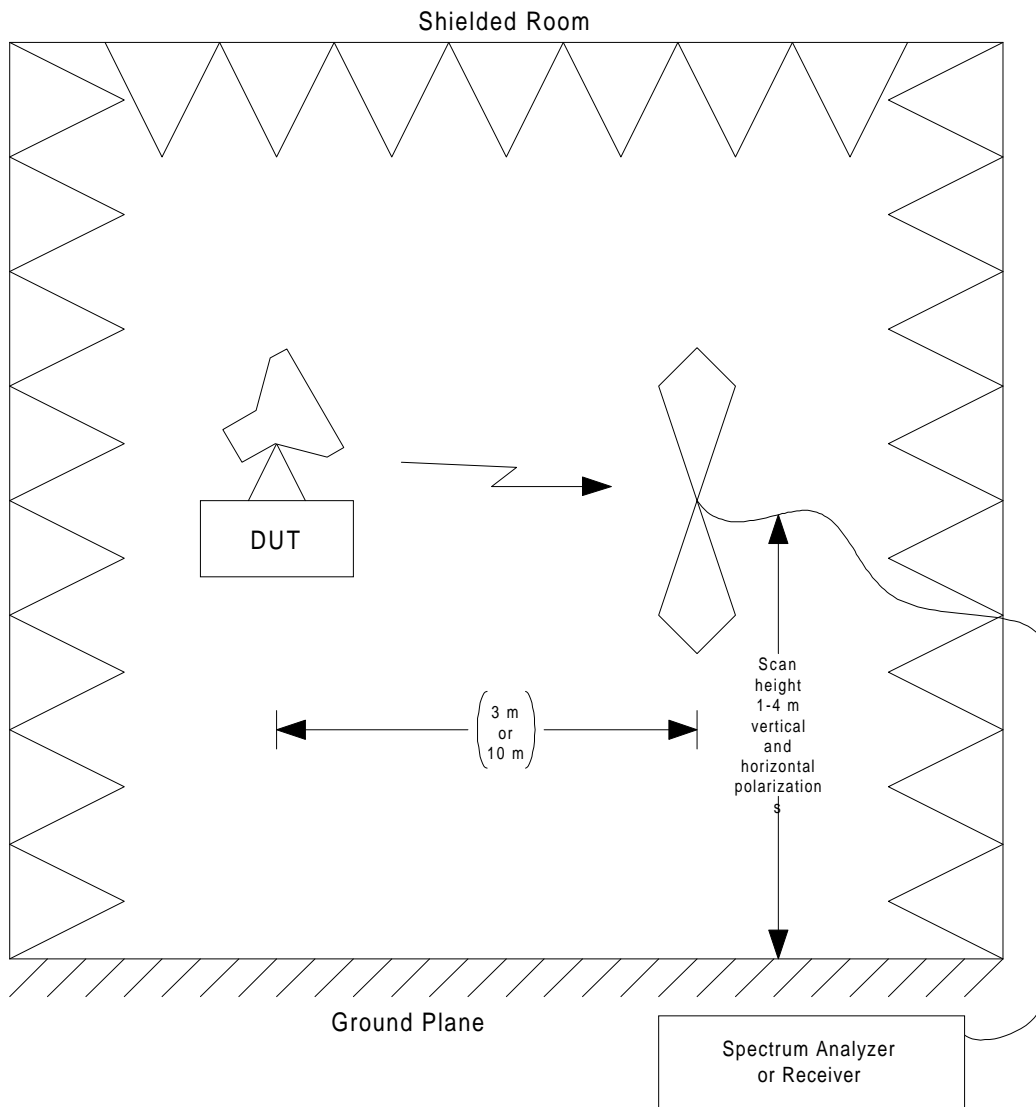 Shielded Room
DUT
3 m
or
10 m
Scan
height
1-4 m
vertical
and
horizontal
polarization
s
Ground Plane
Spectrum Analyzer
or Receiver